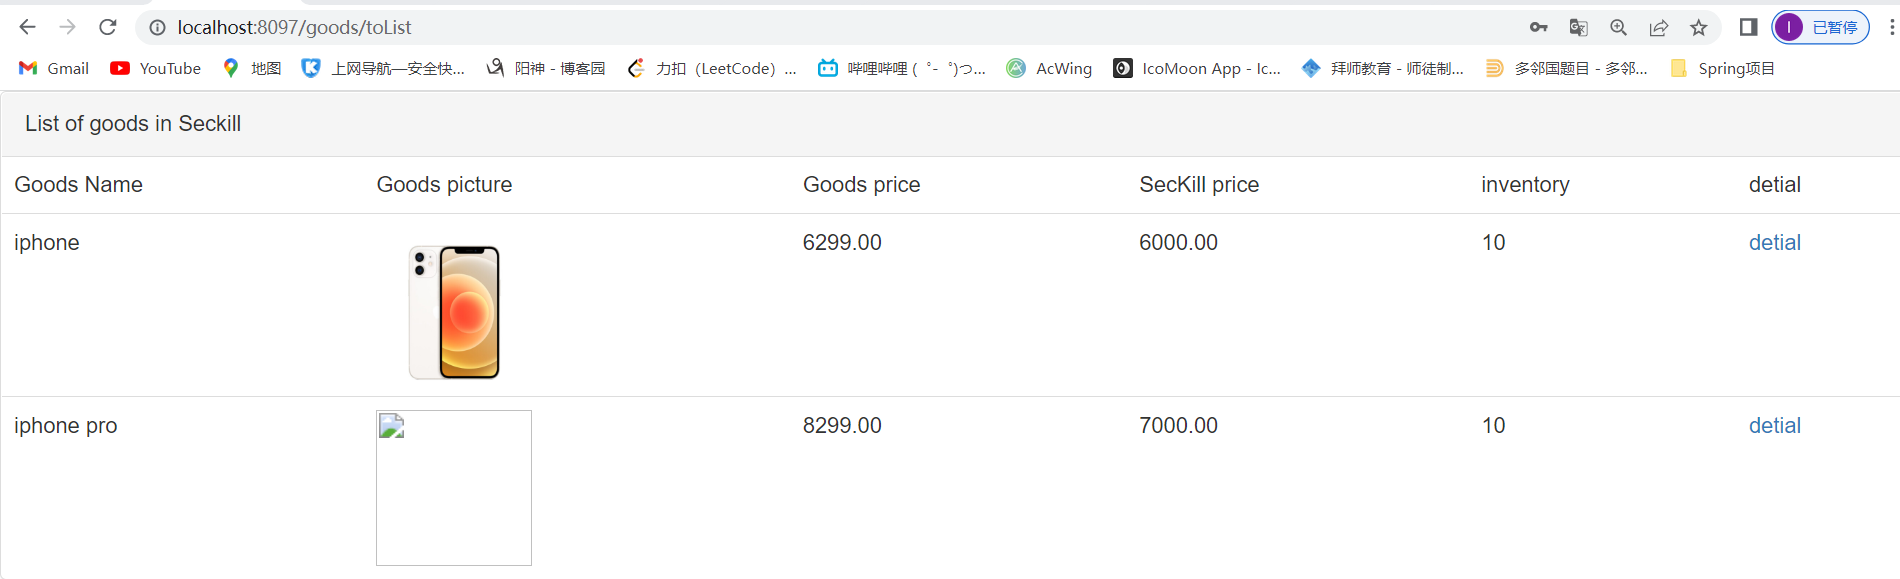 localhost:8097/goods/toList
I 已暂停
Gmail YouTube 地图 上网导航—安全快... 阳神 - 博客园 力扣（LeetCode）... 哔哩哔哩 (゜-゜)つ... AcWing IcoMoon App - Ic... 拜师教育 - 师徒制... 多邻国题目 - 多邻... Spring项目
List of goods in Seckill
Goods Name Goods picture Goods price SecKill price inventory detial
iphone 6299.00 6000.00 10 detial
iphone pro 8299.00 7000.00 10 detial